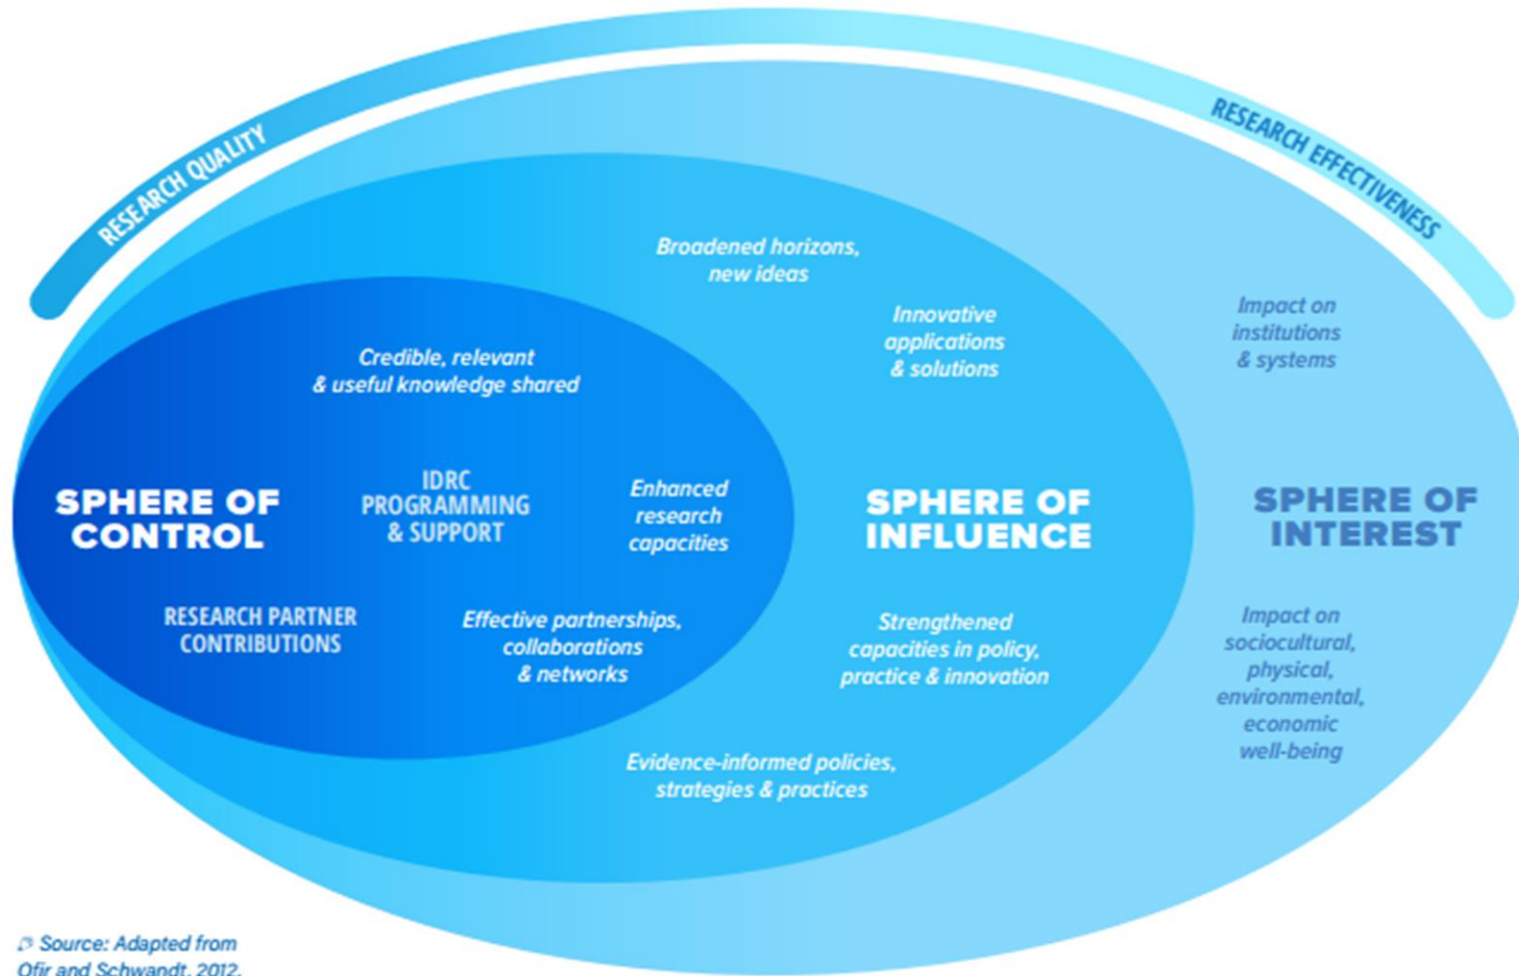 RESEARCH QUALITY
RESEARCH EFFECTIVENESS
Broadened horizons,
new ideas
Innovative
applications
& solutions
Impact on
institutions
& systems
Credible, relevant
& useful knowledge shared
SPHERE OF
CONTROL
IDRC
PROGRAMMING
& SUPPORT
Enhanced
research
capacities
SPHERE OF
INFLUENCE
SPHERE OF
INTEREST
RESEARCH PARTNER
CONTRIBUTIONS
Effective partnerships,
collaborations
& networks
Strengthened
capacities in policy,
practice & innovation
Impact on
sociocultural,
physical,
environmental,
economic
well-being
Evidence-informed policies,
strategies & practices
Source: Adapted from
Ofir and Schwandt, 2012.